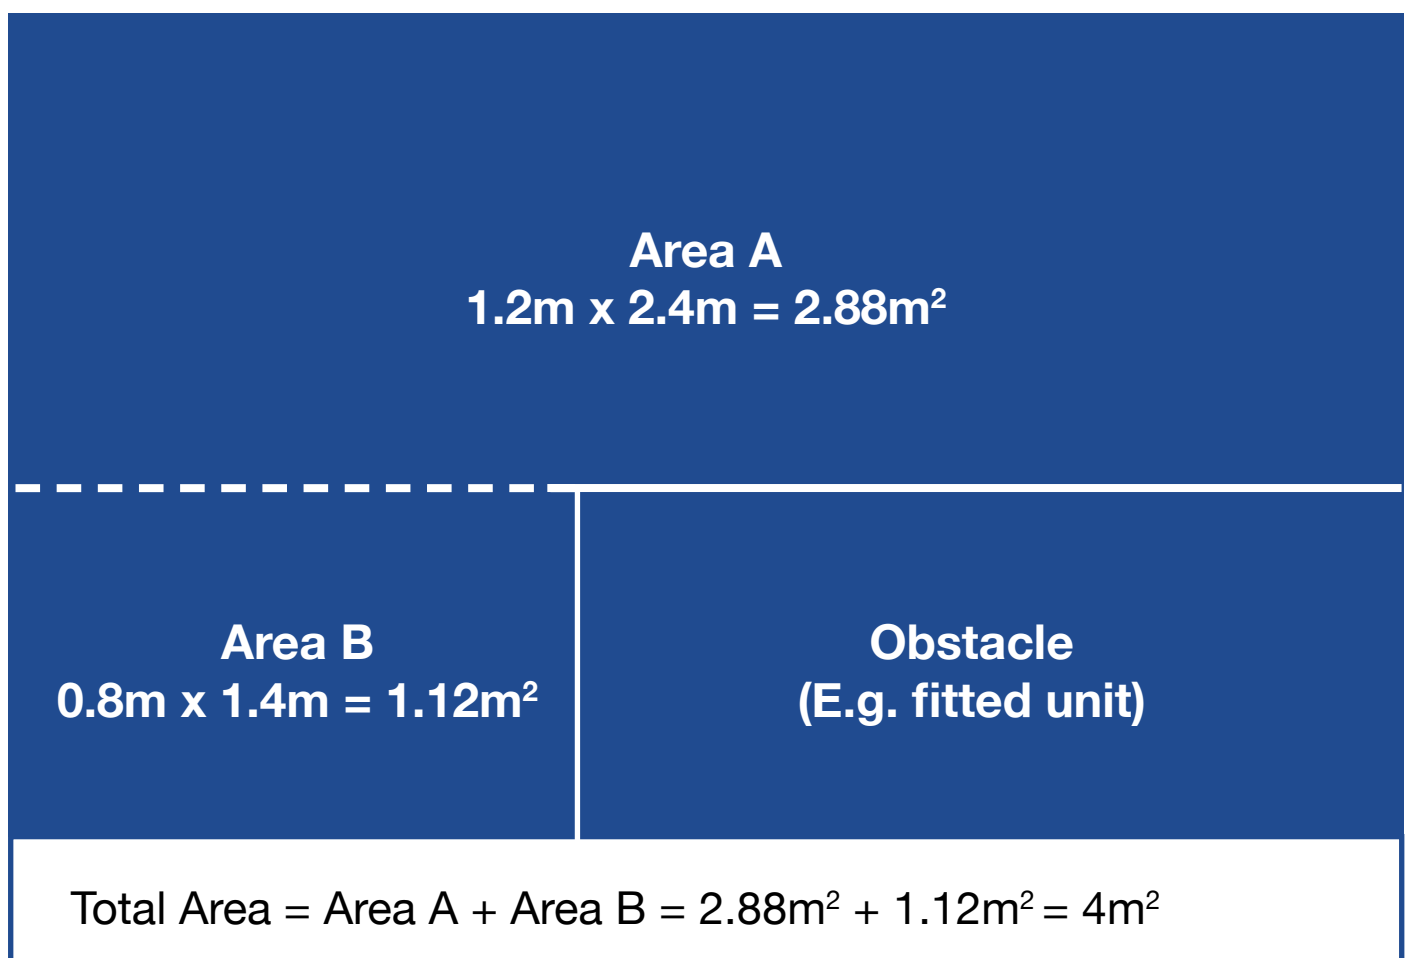 Area A
1.2m x 2.4m = 2.88m²
Area B
0.8m x 1.4m = 1.12m²
Obstacle
(E.g. fitted unit)
Total Area = Area A + Area B = 2.88m² + 1.12m² = 4m²